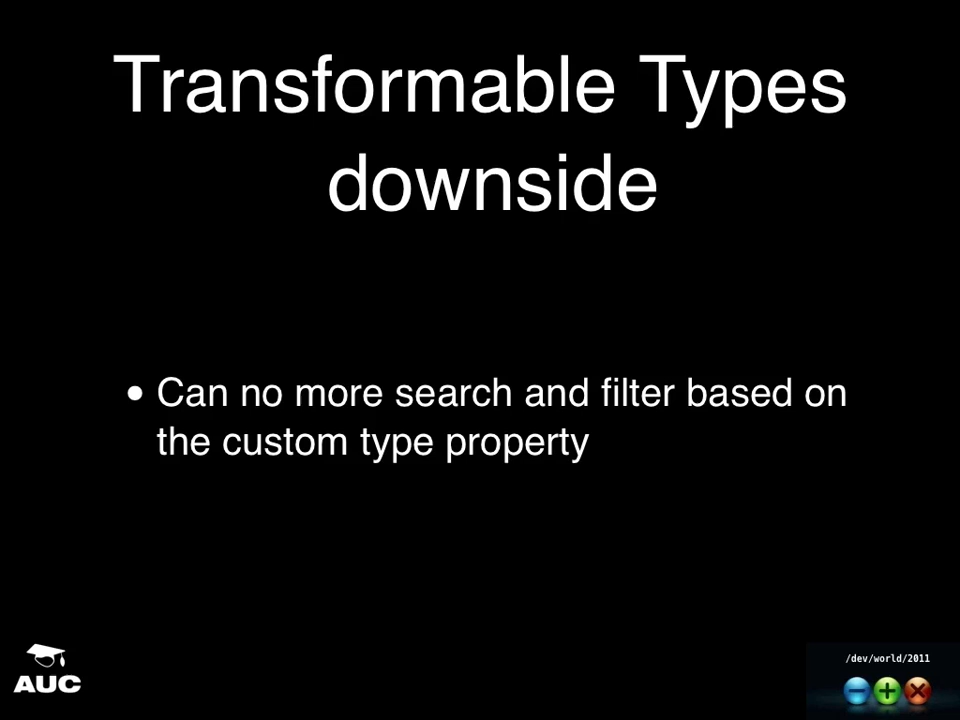 Transformable Types
downside
• Can no more search and filter based on
the custom type property
AUC
/dev/world/2011